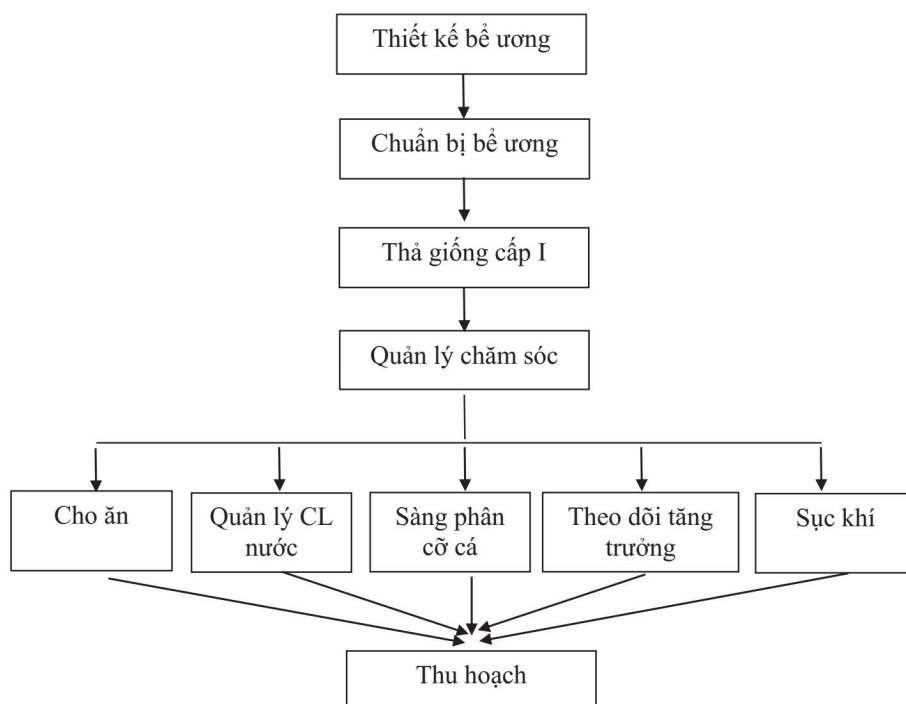 Thiết kế bể ương
Chuẩn bị bể ương
Thả giống cấp I
Quản lý chăm sóc
Cho ăn
Quản lý CL
nước
Sàng phân
cỡ cá
Theo dõi tăng
trưởng
Sục khí
Thu hoạch